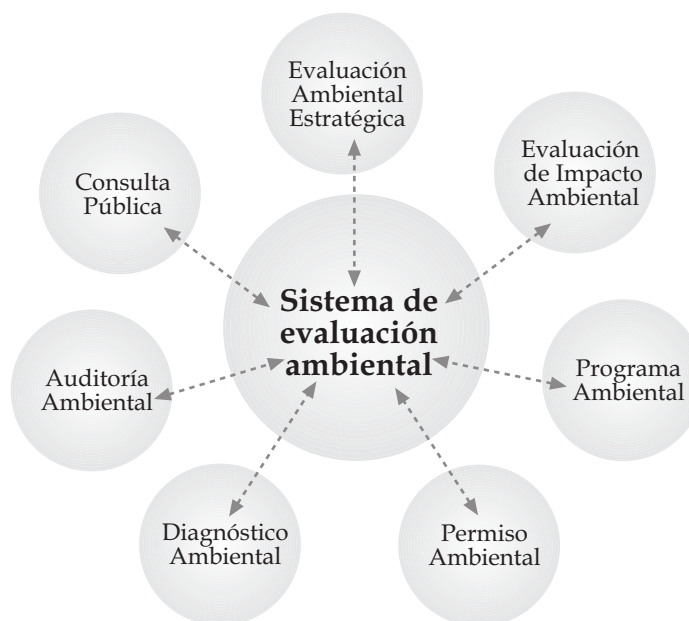 Evaluación
Ambiental
Estratégica
Evaluación
de Impacto
Ambiental
Consulta
Pública
Sistema de
evaluación
ambiental
Programa
Ambiental
Auditoría
Ambiental
Diagnóstico
Ambiental
Permiso
Ambiental